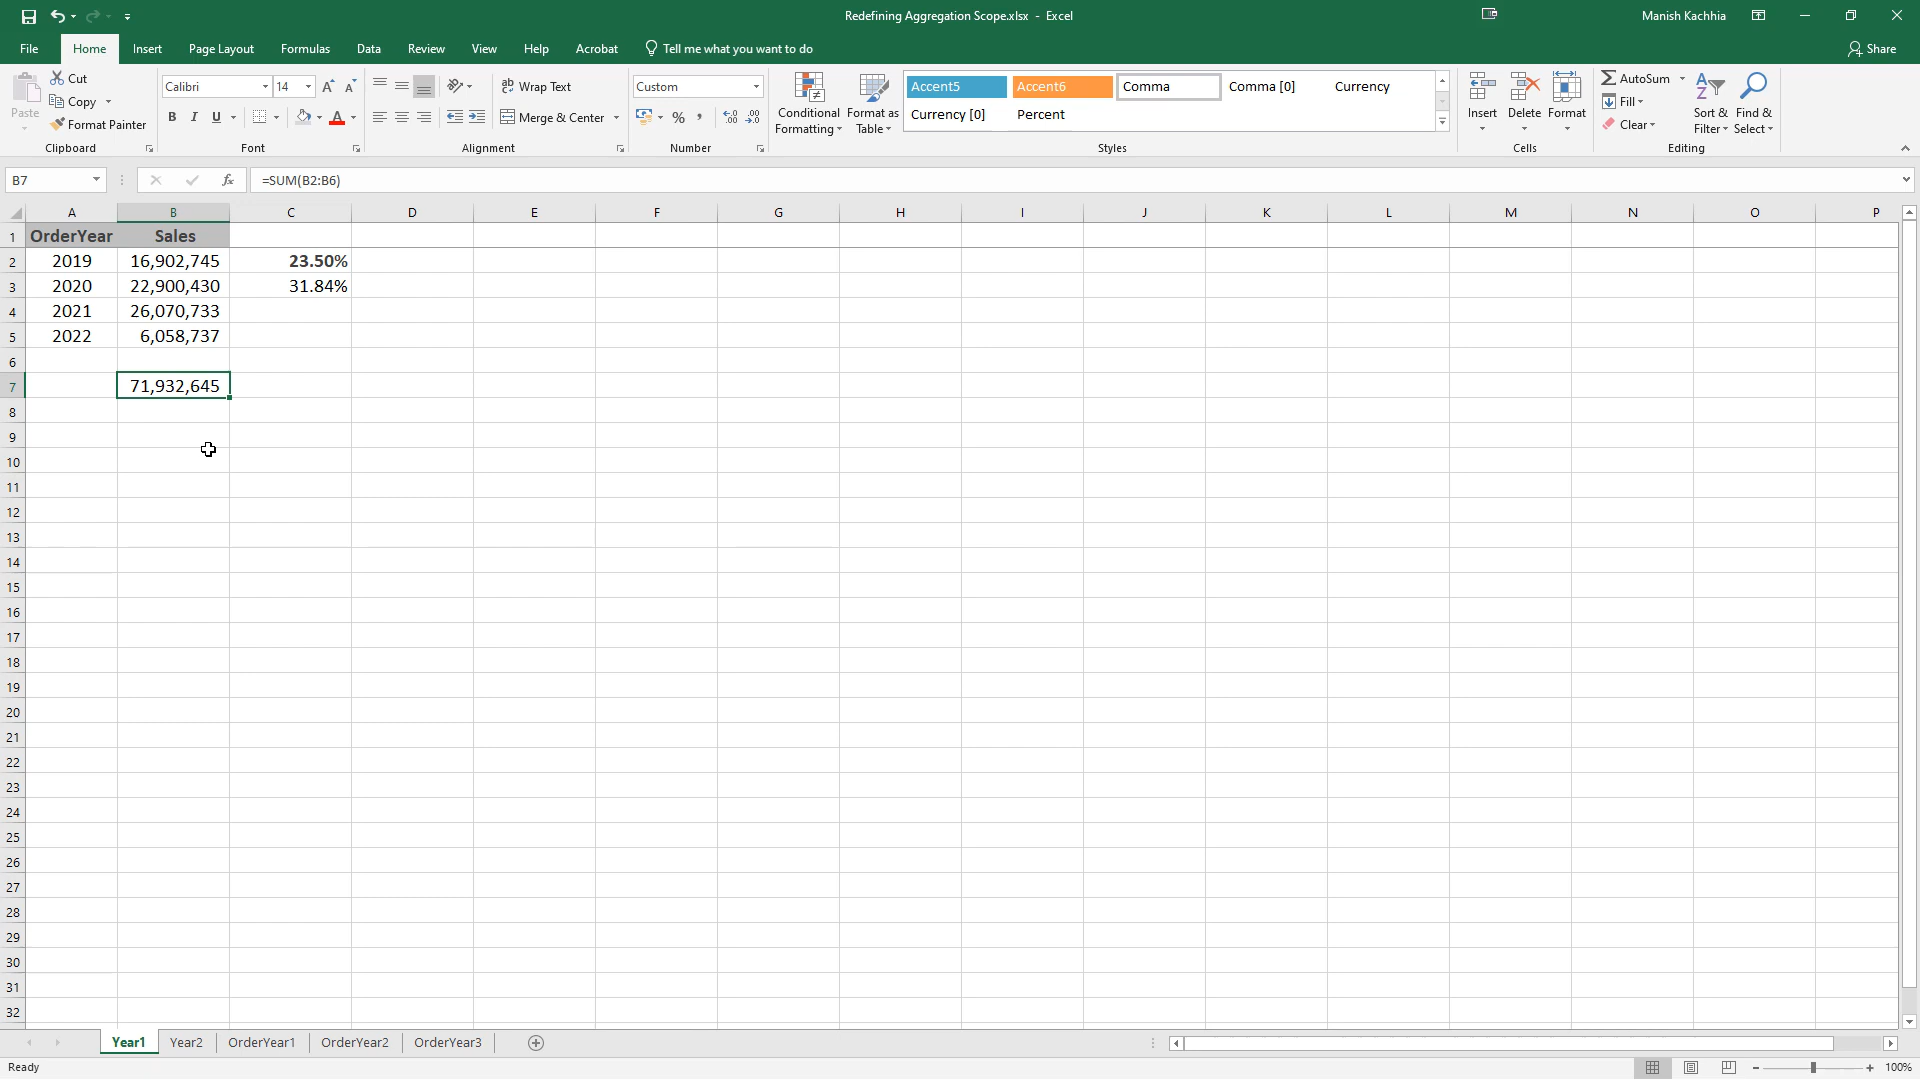 Redefining Aggregation Scope.xlsx - Excel
Manish Kachhia
File Home Insert Page Layout Formulas Data Review View Help Acrobat Tell me what you want to do Share
Paste
Cut
Copy
Format Painter
Clipboard
Calibri 14
B I U
Font
Wrap Text
Merge & Center
Alignment
Custom
Number
Conditional Formatting
Format as Table
Accent5 Accent6 Comma Comma [0] Currency
Currency [0] Percent
Styles
Insert Delete Format
Cells
AutoSum
Fill
Clear
Sort & Filter
Find & Select
Editing
B7 fx =SUM(B2:B6)
A B C D E F G H I J K L M N O P
1 OrderYear Sales
2 2019 16,902,745 23.50%
3 2020 22,900,430 31.84%
4 2021 26,070,733
5 2022 6,058,737
6
7 71,932,645
8
9
10
11
12
13
14
15
16
17
18
19
20
21
22
23
24
25
26
27
28
29
30
31
32
Year1 Year2 OrderYear1 OrderYear2 OrderYear3
Ready 100%